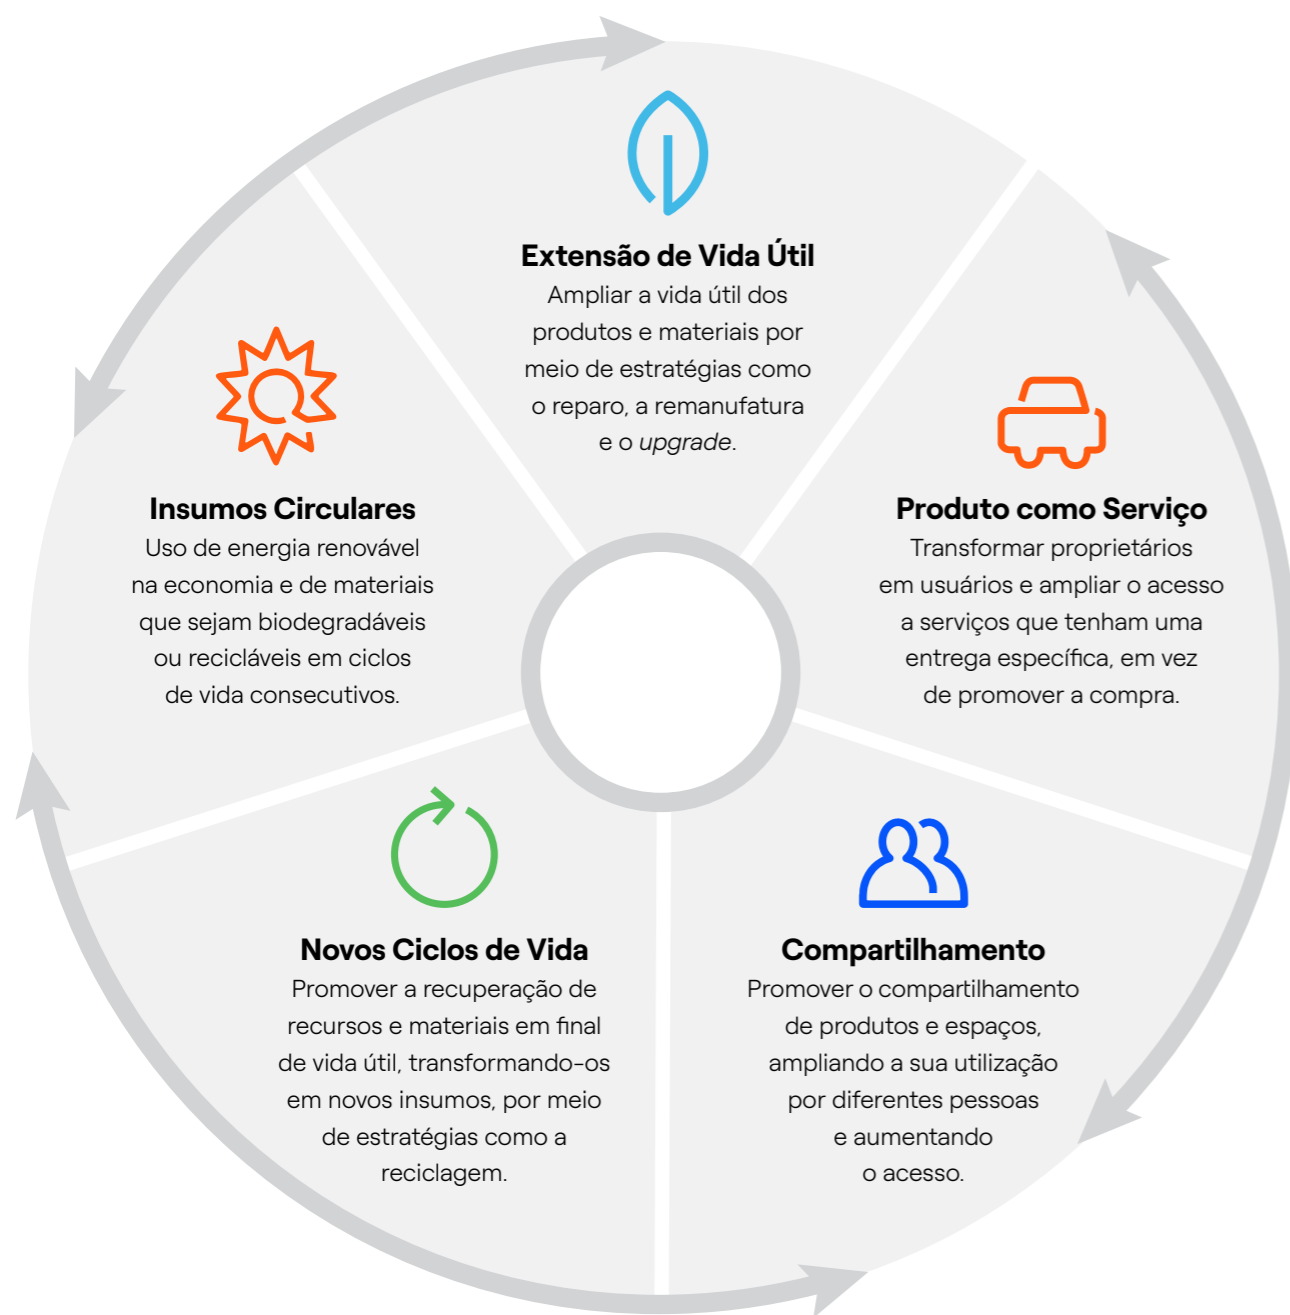 Extensão de Vida Útil
Ampliar a vida útil dos
produtos e materiais por
meio de estratégias como
o reparo, a remanufatura
e o upgrade.
Insumos Circulares
Uso de energia renovável
na economia e de materiais
que sejam biodegradáveis
ou recicláveis em ciclos
de vida consecutivos.
Produto como Serviço
Transformar proprietários
em usuários e ampliar o acesso
a serviços que tenham uma
entrega específica, em vez
de promover a compra.
Novos Ciclos de Vida
Promover a recuperação de
recursos e materiais em final
de vida útil, transformando-os
em novos insumos, por meio
de estratégias como a
reciclagem.
Compartilhamento
Promover o compartilhamento
de produtos e espaços,
ampliando a sua utilização
por diferentes pessoas
e aumentando
o acesso.